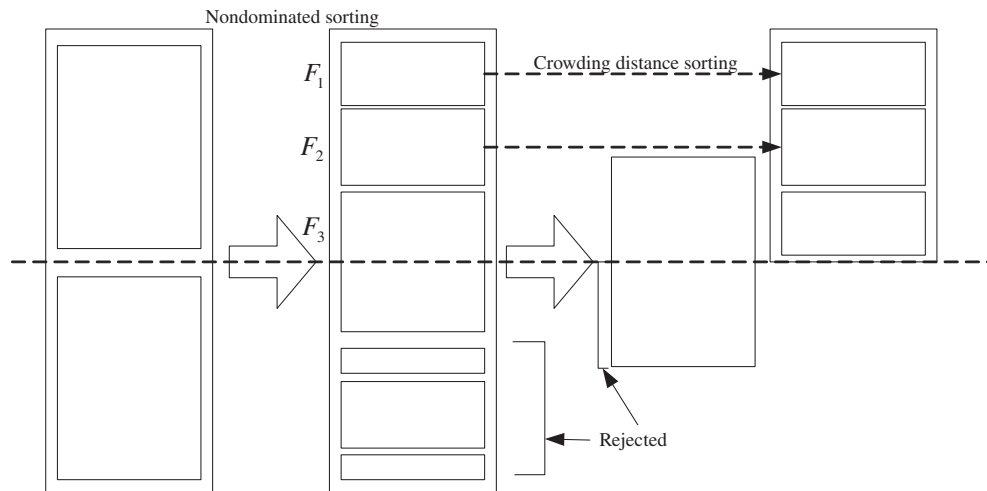 Nondominated sorting
Crowding distance sorting
F1
F2
F3
Rejected